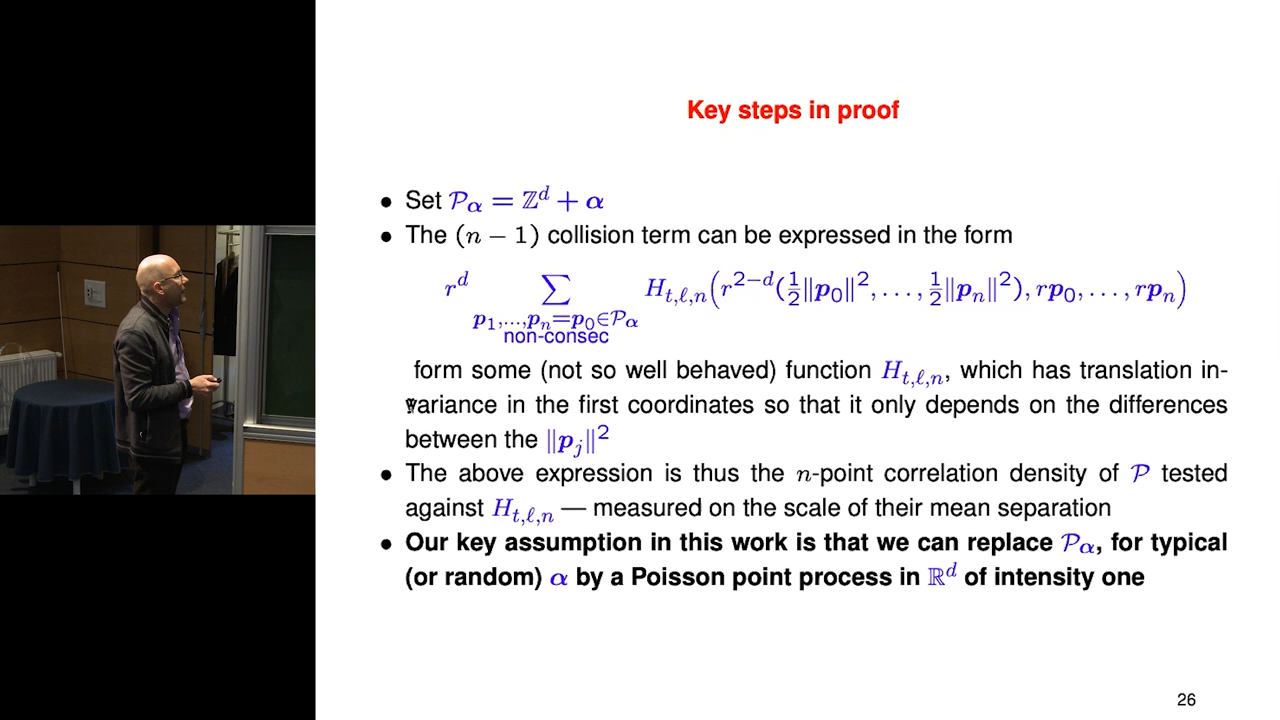 Key steps in proof
• Set 𝒫_α = ℤ^d + α
• The (n − 1) collision term can be expressed in the form
r^d ∑ H_{t,ℓ,n}(r^{2−d}(½‖p_0‖², …, ½‖p_n‖²), rp_0, …, rp_n)
p_1,…,p_n=p_0∈𝒫_α
non-consec
form some (not so well behaved) function H_{t,ℓ,n}, which has translation in-
variance in the first coordinates so that it only depends on the differences
between the ‖p_j‖²
• The above expression is thus the n-point correlation density of 𝒫 tested
against H_{t,ℓ,n} — measured on the scale of their mean separation
• Our key assumption in this work is that we can replace 𝒫_α, for typical
(or random) α by a Poisson point process in ℝ^d of intensity one
26